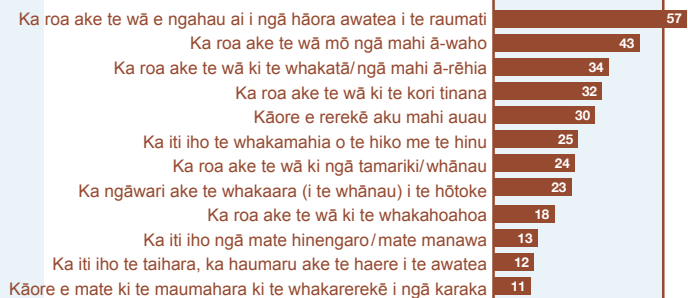 Ka roa ake te wā e ngahau ai i ngā hāora awatea i te raumati 57
Ka roa ake te wā mō ngā mahi ā-waho 43
Ka roa ake te wā ki te whakatā/ngā mahi ā-rēhia 34
Ka roa ake te wā ki te kori tinana 32
Kāore e rerekē aku mahi auau 30
Ka iti iho te whakamahia o te hiko me te hinu 25
Ka roa ake te wā ki ngā tamariki/whānau 24
Ka ngāwari ake te whakaara (i te whānau) i te hōtoke 23
Ka roa ake te wā ki te whakahoahoa 18
Ka iti iho ngā mate hinengaro/mate manawa 13
Ka iti iho te taihara, ka haumaru ake te haere i te awatea 12
Kāore e mate ki te maumahara ki te whakarerekē i ngā karaka 11